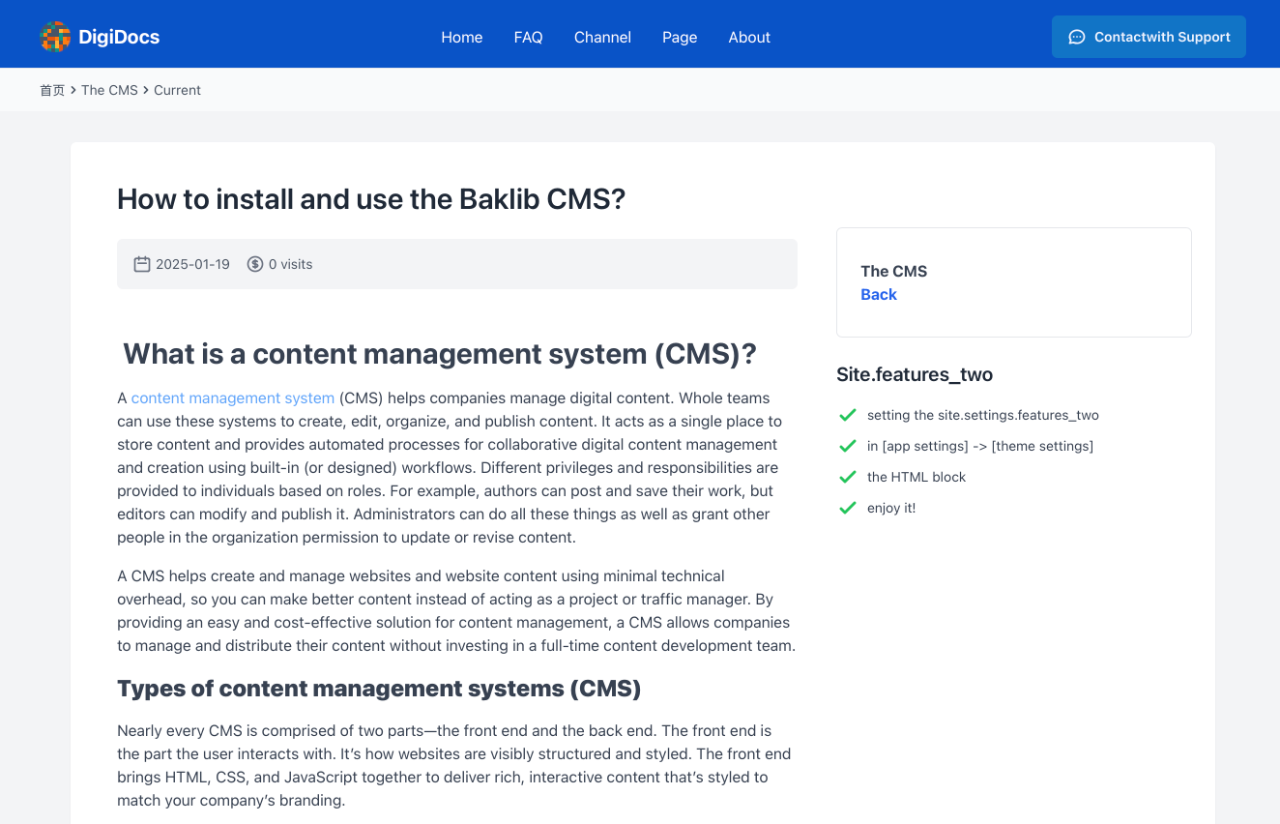 DigiDocs
Home
FAQ
Channel
Page
About
Contactwith Support
首页 > The CMS > Current
How to install and use the Baklib CMS?
2025-01-19
0 visits
What is a content management system (CMS)?
A content management system (CMS) helps companies manage digital content. Whole teams
can use these systems to create, edit, organize, and publish content. It acts as a single place to
store content and provides automated processes for collaborative digital content management
and creation using built-in (or designed) workflows. Different privileges and responsibilities are
provided to individuals based on roles. For example, authors can post and save their work, but
editors can modify and publish it. Administrators can do all these things as well as grant other
people in the organization permission to update or revise content.
A CMS helps create and manage websites and website content using minimal technical
overhead, so you can make better content instead of acting as a project or traffic manager. By
providing an easy and cost-effective solution for content management, a CMS allows companies
to manage and distribute their content without investing in a full-time content development team.
Types of content management systems (CMS)
Nearly every CMS is comprised of two parts—the front end and the back end. The front end is
the part the user interacts with. It’s how websites are visibly structured and styled. The front end
brings HTML, CSS, and JavaScript together to deliver rich, interactive content that’s styled to
match your company’s branding.
The CMS
Back
Site.features_two
setting the site.settings.features_two
in [app settings] -> [theme settings]
the HTML block
enjoy it!